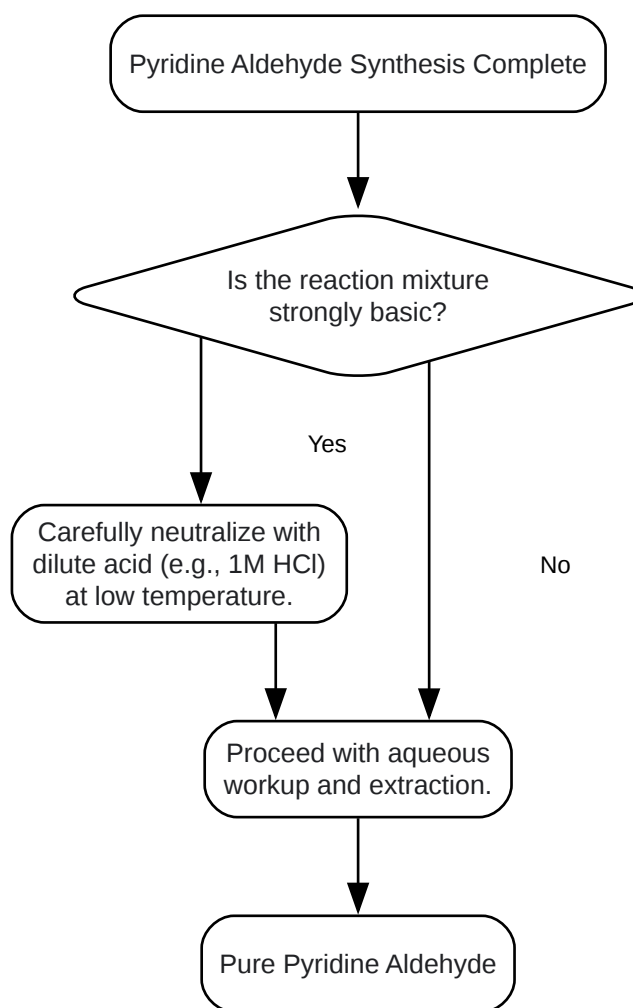 Pyridine Aldehyde Synthesis Complete
Is the reaction mixture
strongly basic?
Yes
Carefully neutralize with
dilute acid (e.g., 1M HCl)
at low temperature.
No
Proceed with aqueous
workup and extraction.
Pure Pyridine Aldehyde